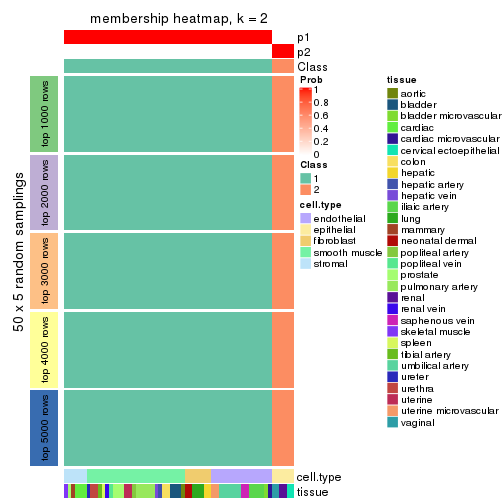 membership heatmap, k = 2
p1
p2
Class
50 x 5 random samplings
top 1000 rows
top 2000 rows
top 3000 rows
top 4000 rows
top 5000 rows
cell.type
tissue
Prob
1
0.8
0.6
0.4
0.2
0
Class
1
2
cell.type
endothelial
epithelial
fibroblast
smooth muscle
stromal
tissue
aortic
bladder
bladder microvascular
cardiac
cardiac microvascular
cervical ectoepithelial
colon
hepatic
hepatic artery
hepatic vein
iliaic artery
lung
mammary
neonatal dermal
popliteal artery
popliteal vein
prostate
pulmonary artery
renal
renal vein
saphenous vein
skeletal muscle
spleen
tibial artery
umbilical artery
ureter
urethra
uterine
uterine microvascular
vaginal